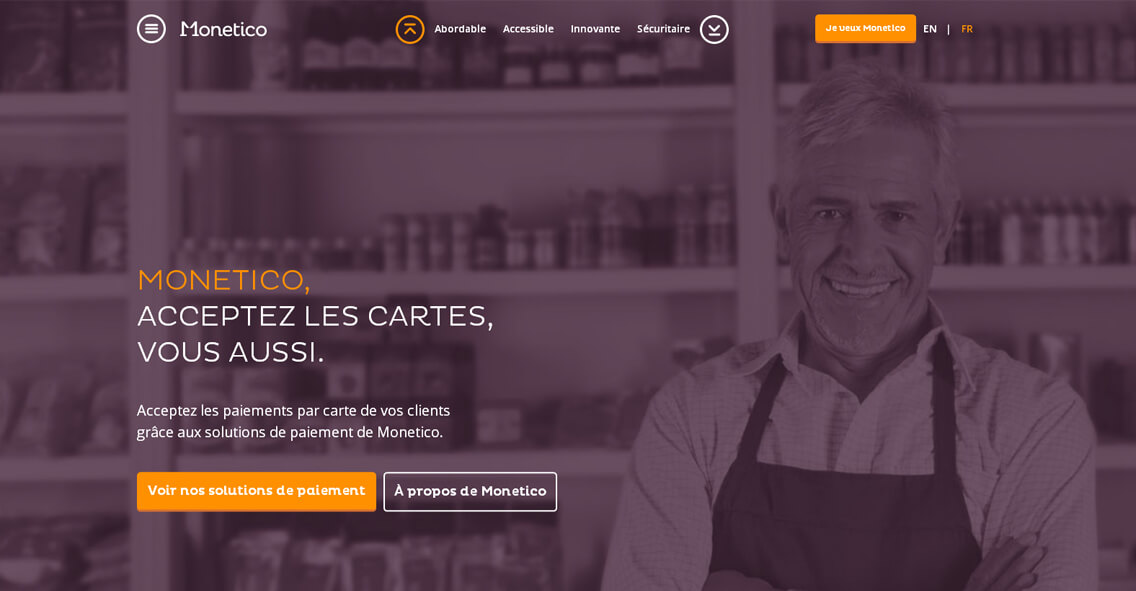 Monetico
Abordable
Accessible
Innovante
Sécuritaire
Je veux Monetico
EN | FR
MONETICO,
ACCEPTEZ LES CARTES,
VOUS AUSSI.
Acceptez les paiements par carte de vos clients
grâce aux solutions de paiement de Monetico.
Voir nos solutions de paiement
À propos de Monetico